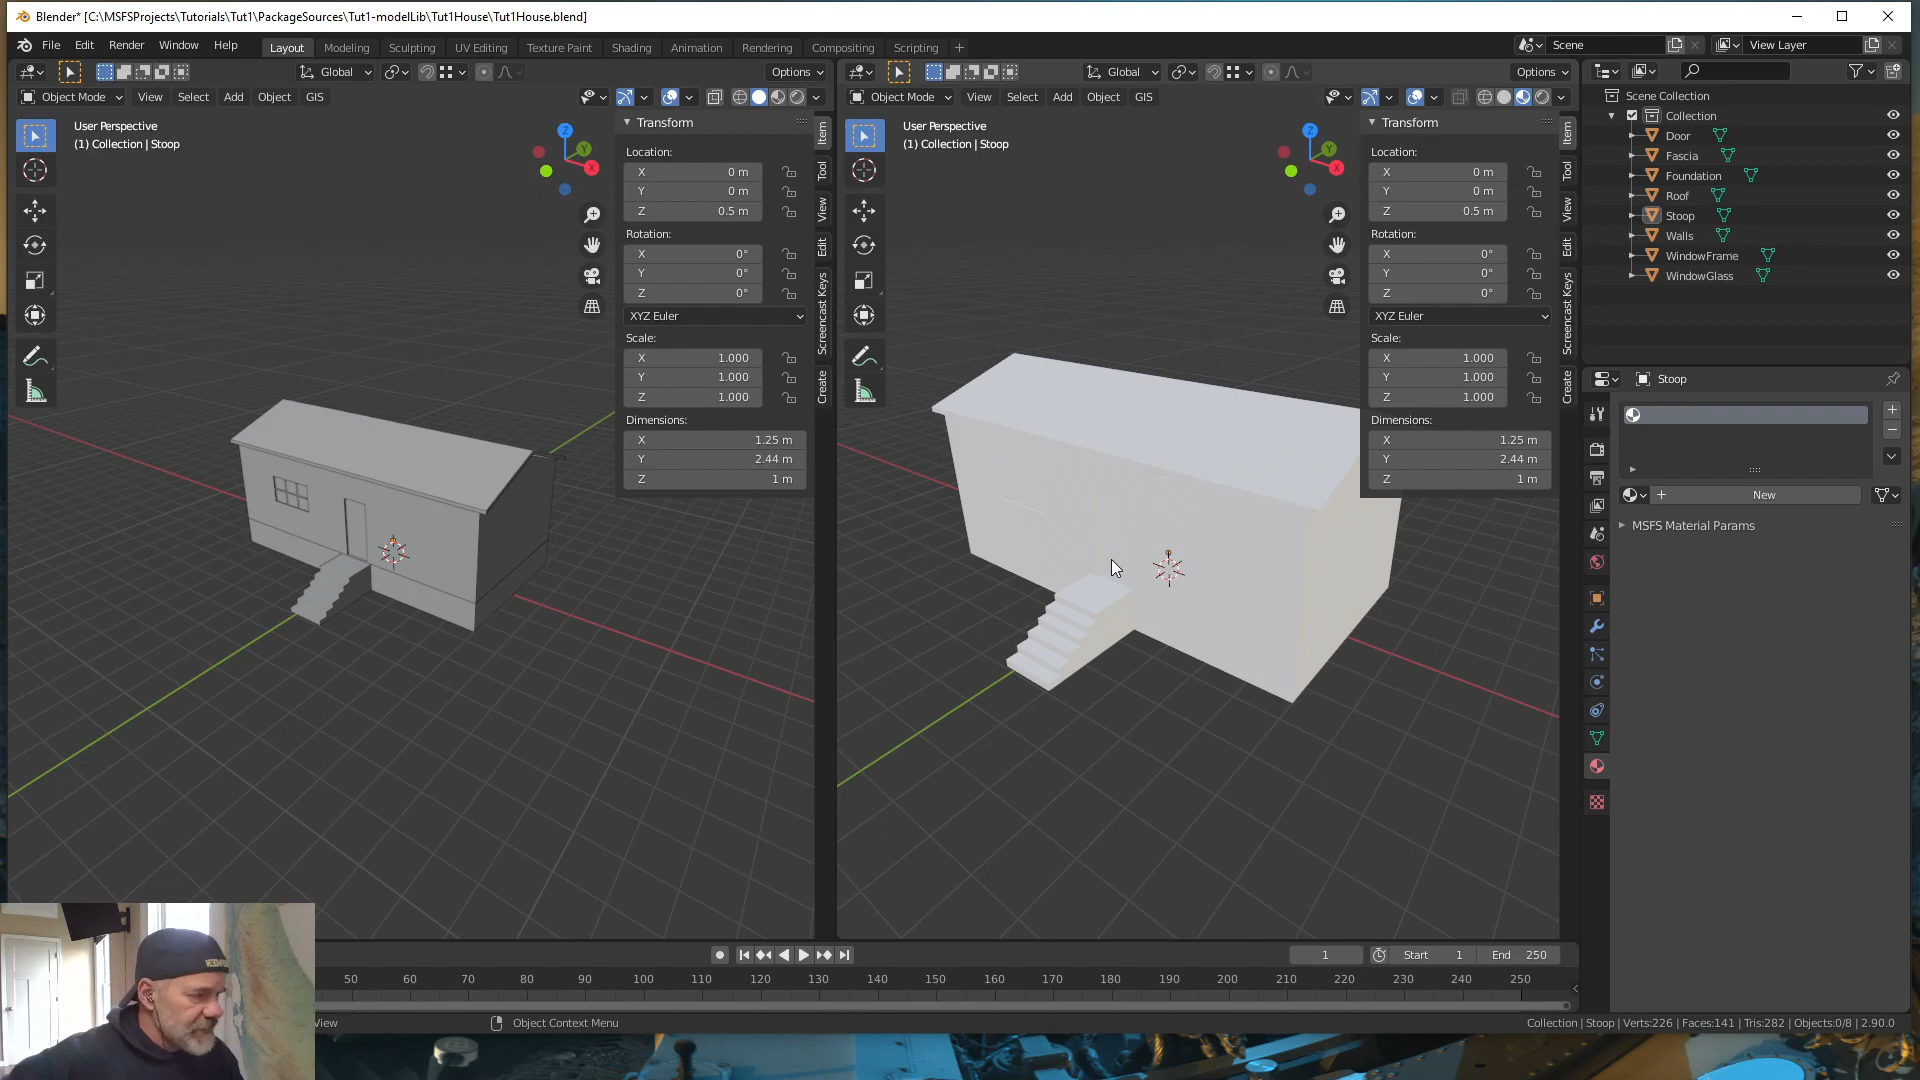 Blender* [C:\MSFSProjects\Tutorials\Tut1\PackageSources\Tut1-modelLib\Tut1House\Tut1House.blend]
File Edit Render Window Help Layout Modeling Sculpting UV Editing Texture Paint Shading Animation Rendering Compositing Scripting + Scene View Layer
Global Options Global Options
Object Mode View Select Add Object GIS Object Mode View Select Add Object GIS
User Perspective
(1) Collection | Stoop
Transform
Location:
X 0 m
Y 0 m
Z 0.5 m
Rotation:
X 0°
Y 0°
Z 0°
XYZ Euler
Scale:
X 1.000
Y 1.000
Z 1.000
Dimensions:
X 1.25 m
Y 2.44 m
Z 1 m
Item
Tool
View
Edit
Screencast Keys
Create
Z
Y
X
User Perspective
(1) Collection | Stoop
Transform
Location:
X 0 m
Y 0 m
Z 0.5 m
Rotation:
X 0°
Y 0°
Z 0°
XYZ Euler
Scale:
X 1.000
Y 1.000
Z 1.000
Dimensions:
X 1.25 m
Y 2.44 m
Z 1 m
Item
Tool
View
Edit
Screencast Keys
Create
Z
Y
X
Scene Collection
Collection
Door
Fascia
Foundation
Roof
Stoop
Walls
WindowFrame
WindowGlass
Stoop
New
MSFS Material Params
1 Start 1 End 250
50 60 70 80 90 100 110 120 130 140 150 160 170 180 190 200 210 220 230 240 250
View Object Context Menu Collection | Stoop | Verts:226 | Faces:141 | Tris:282 | Objects:0/8 | 2.90.0